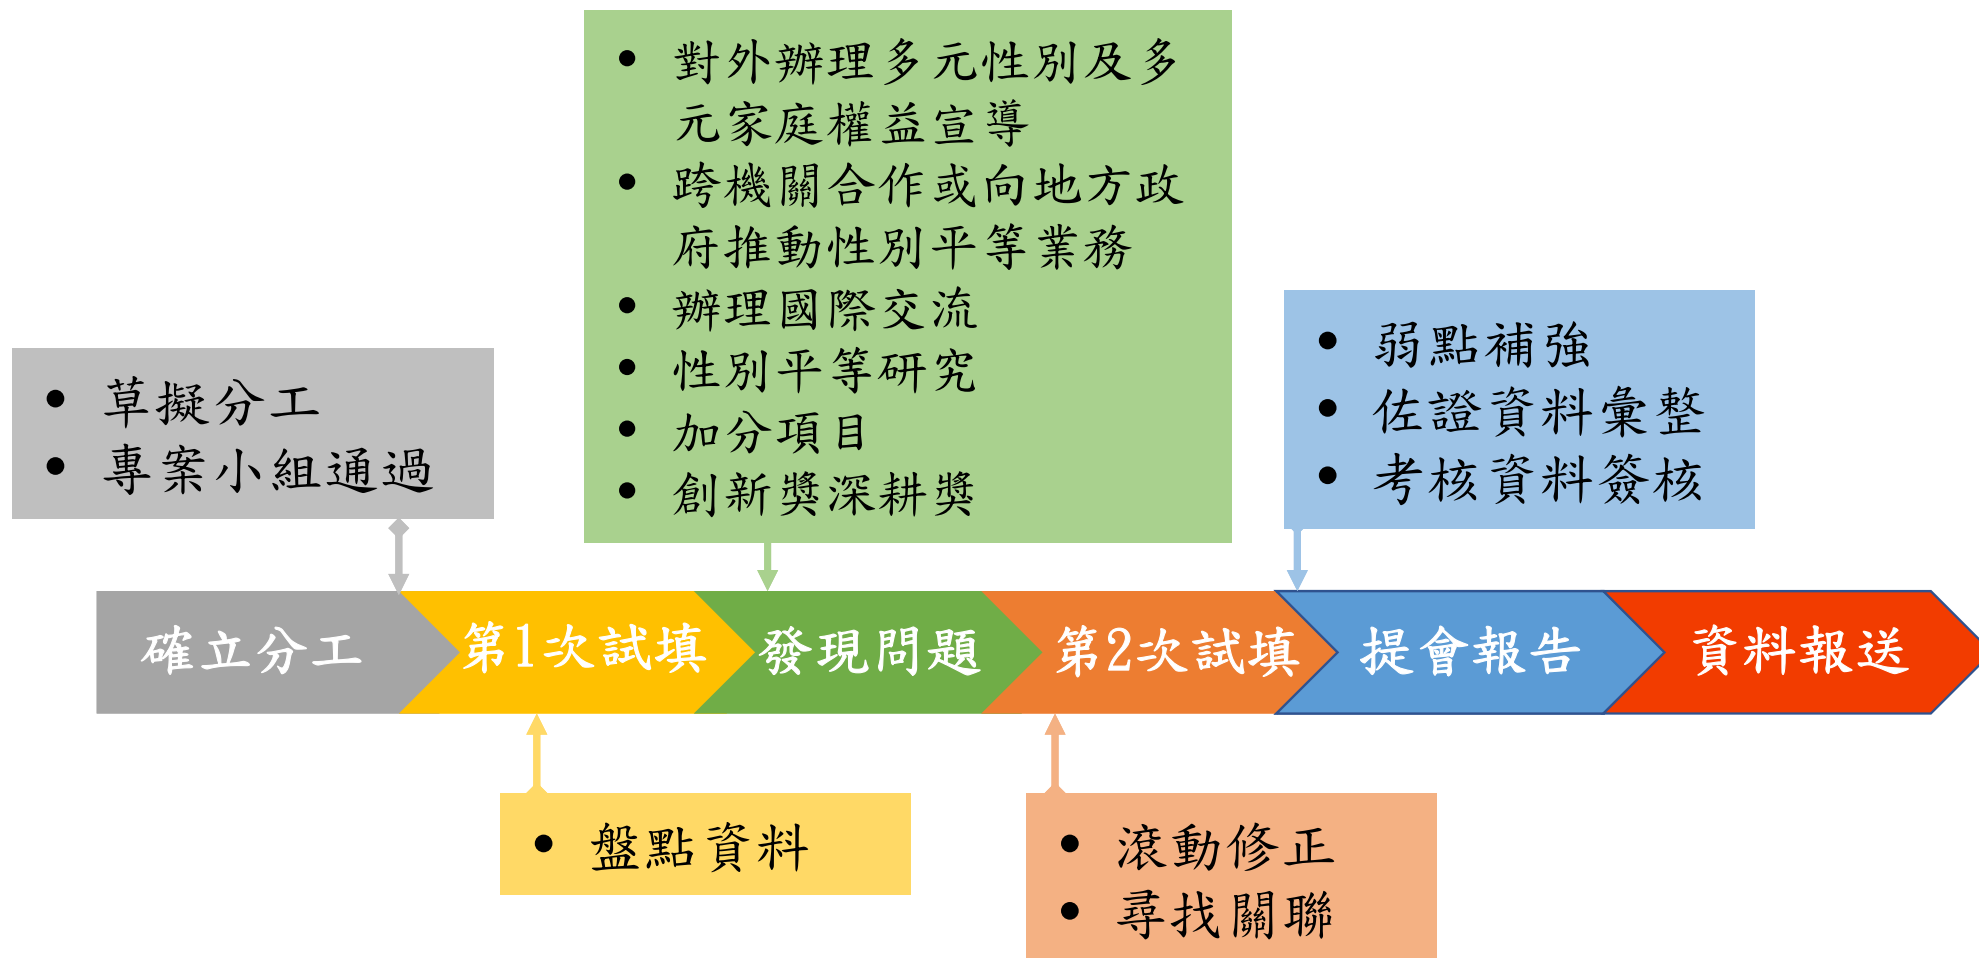 • 對外辦理多元性別及多
元家庭權益宣導
• 跨機關合作或向地方政
府推動性別平等業務
• 辦理國際交流
• 性別平等研究
• 加分項目
• 創新獎深耕獎
• 草擬分工
• 專案小組通過
• 弱點補強
• 佐證資料彙整
• 考核資料簽核
確立分工
第1次試填
發現問題
第2次試填
提會報告
資料報送
• 盤點資料
• 滾動修正
• 尋找關聯